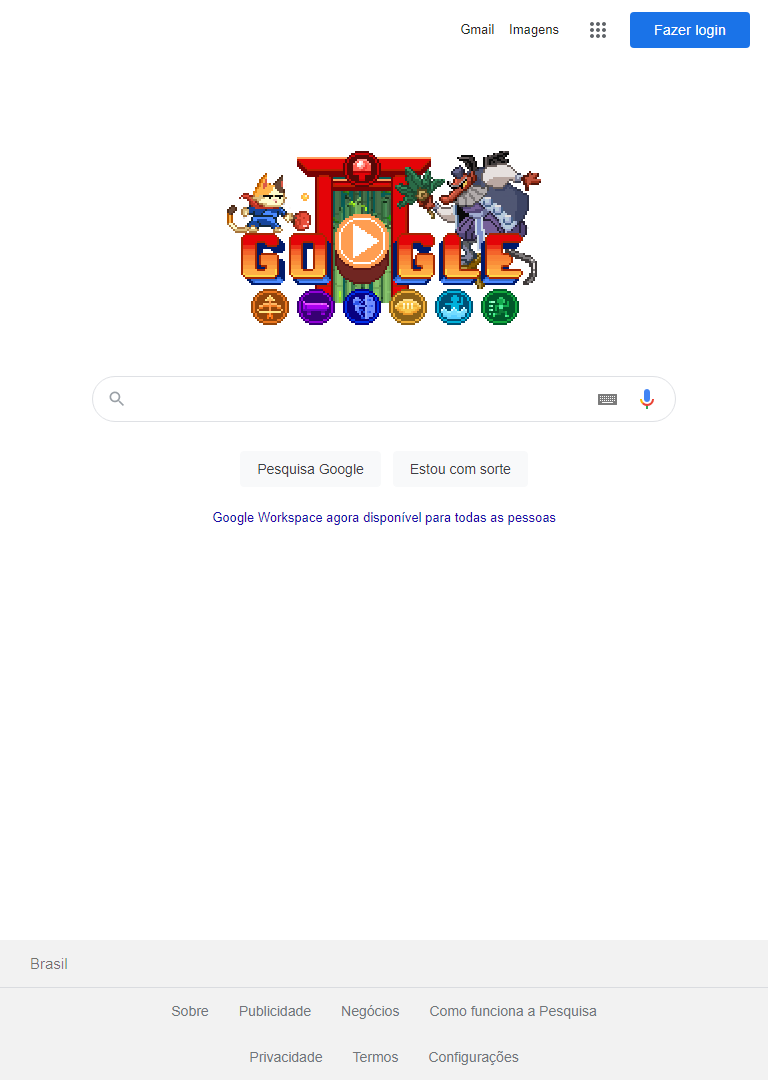 Gmail Imagens Fazer login
GOOGLE
Pesquisa Google Estou com sorte
Google Workspace agora disponível para todas as pessoas
Brasil
Sobre Publicidade Negócios Como funciona a Pesquisa
Privacidade Termos Configurações